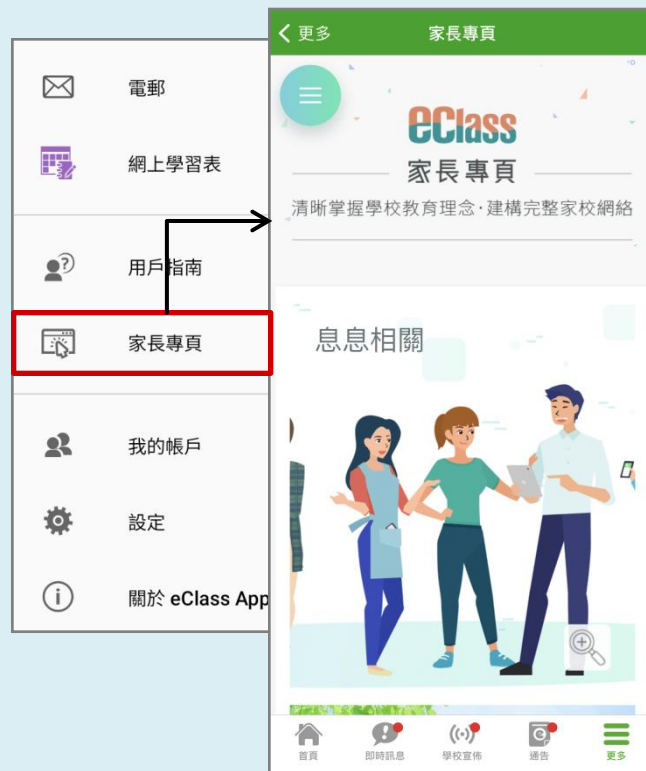 電郵
網上學習表
用戶指南
家長專頁
我的帳戶
設定
關於 eClass App
更多
家長專頁
eClass
家長專頁
清晰掌握學校教育理念·建構完整家校網絡
息息相關
首頁
即時訊息
學校宣佈
通告
更多